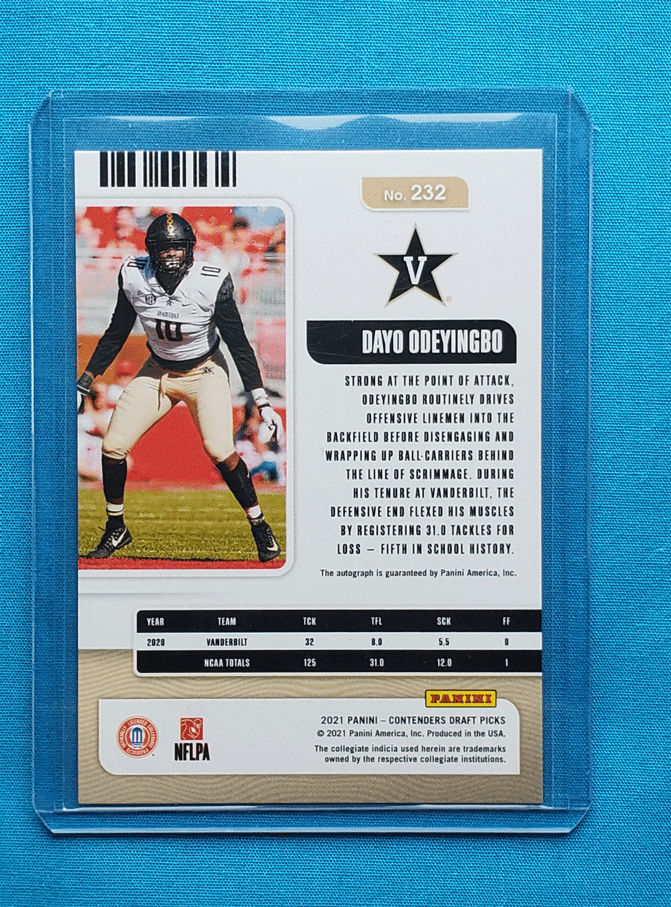 No. 232
V
DAYO ODEYINGBO
10
VANDERBILT
10
STRONG AT THE POINT OF ATTACK,
ODEYINGBO ROUTINELY DRIVES
OFFENSIVE LINEMEN INTO THE
BACKFIELD BEFORE DISENGAGING AND
WRAPPING UP BALL-CARRIERS BEHIND
THE LINE OF SCRIMMAGE. DURING
HIS TENURE AT VANDERBILT, THE
DEFENSIVE END FLEXED HIS MUSCLES
BY REGISTERING 31.0 TACKLES FOR
LOSS — FIFTH IN SCHOOL HISTORY.
The autograph is guaranteed by Panini America, Inc.
YEAR TEAM TCK TFL SCK FF
2020 VANDERBILT 32 8.0 5.5 0
NCAA TOTALS 125 31.0 12.0 1
PANINI
NFLPA
2021 PANINI – CONTENDERS DRAFT PICKS
© 2021 Panini America, Inc. Produced in the USA.
The collegiate indicia used herein are trademarks
owned by the respective collegiate institutions.